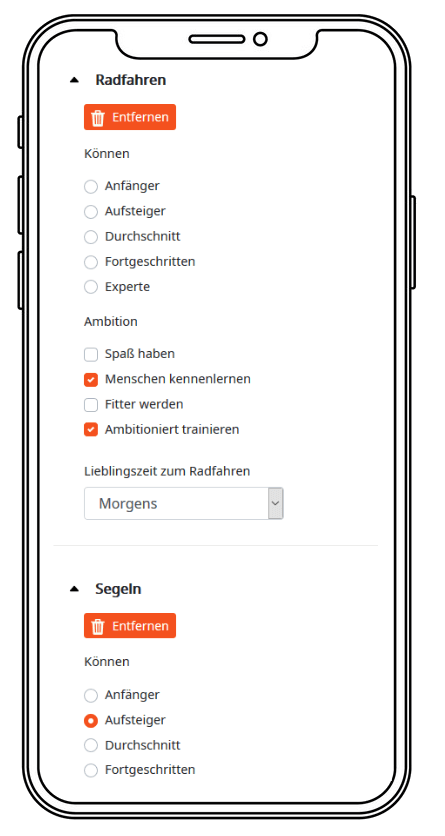 Radfahren
Entfernen
Können
Anfänger
Aufsteiger
Durchschnitt
Fortgeschritten
Experte
Ambition
Spaß haben
Menschen kennenlernen
Fitter werden
Ambitioniert trainieren
Lieblingszeit zum Radfahren
Morgens
Segeln
Entfernen
Können
Anfänger
Aufsteiger
Durchschnitt
Fortgeschritten